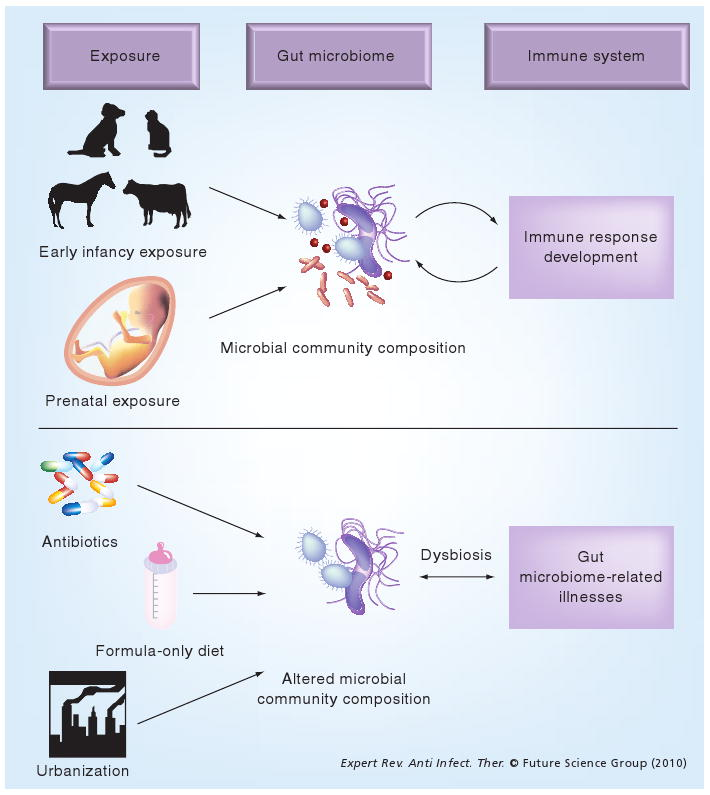 Exposure
Gut microbiome
Immune system
Early infancy exposure
Immune response
development
Microbial community composition
Prenatal exposure
Antibiotics
Dysbiosis
Gut
microbiome-related
illnesses
Formula-only diet
Altered microbial
community composition
Urbanization
Expert Rev. Anti Infect. Ther. © Future Science Group (2010)